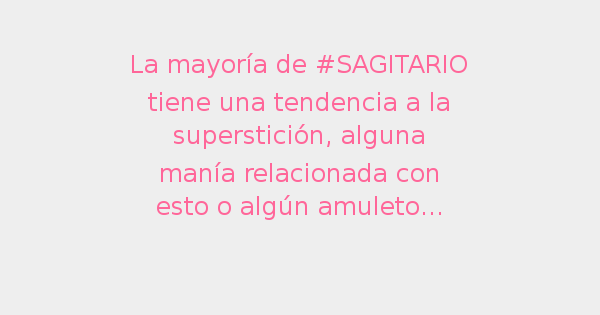 La mayoría de #SAGITARIO
tiene una tendencia a la
superstición, alguna
manía relacionada con
esto o algún amuleto...